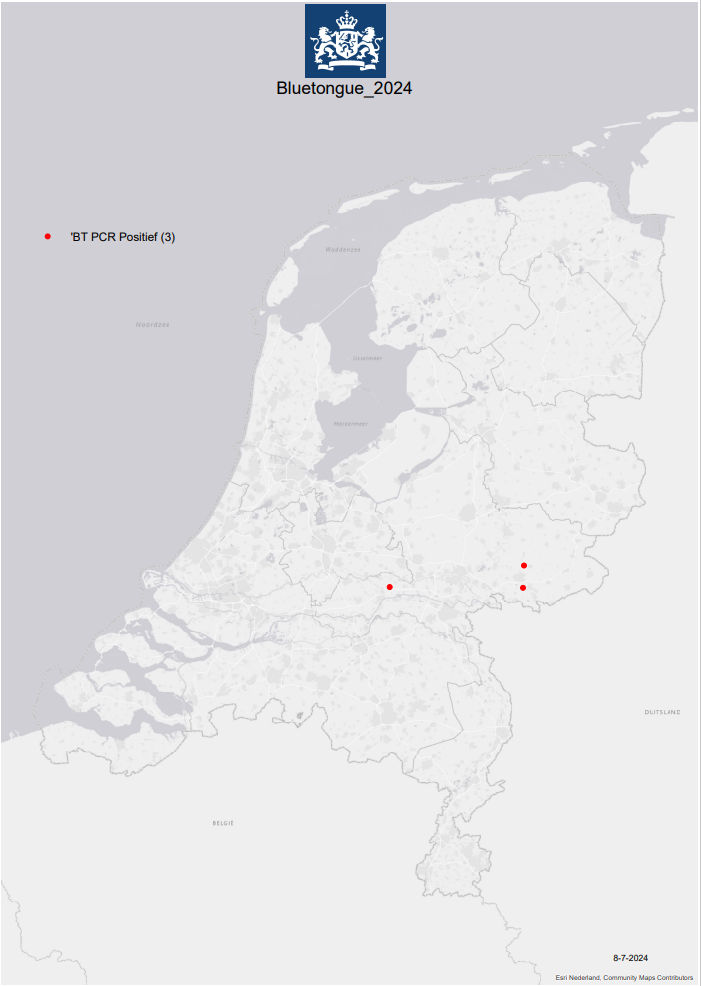 Bluetongue_2024
'BT PCR Positief (3)
Waddenzee
Noordzee
IJsselmeer
Markermeer
DUITSLAND
BELGIË
8-7-2024
Esri Nederland, Community Maps Contributors